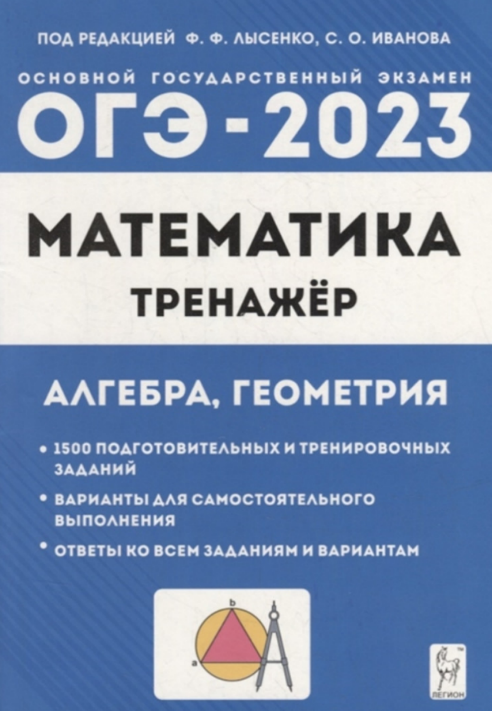 ПОД РЕДАКЦИЕЙ Ф. Ф. ЛЫСЕНКО, С. О. ИВАНОВА
ОСНОВНОЙ ГОСУДАРСТВЕННЫЙ ЭКЗАМЕН
ОГЭ - 2023
МАТЕМАТИКА
ТРЕНАЖЁР
АЛГЕБРА, ГЕОМЕТРИЯ
• 1500 ПОДГОТОВИТЕЛЬНЫХ И ТРЕНИРОВОЧНЫХ
ЗАДАНИЙ
• ВАРИАНТЫ ДЛЯ САМОСТОЯТЕЛЬНОГО
ВЫПОЛНЕНИЯ
• ОТВЕТЫ КО ВСЕМ ЗАДАНИЯМ И ВАРИАНТАМ
b
a
TM
ЛЕГИОН